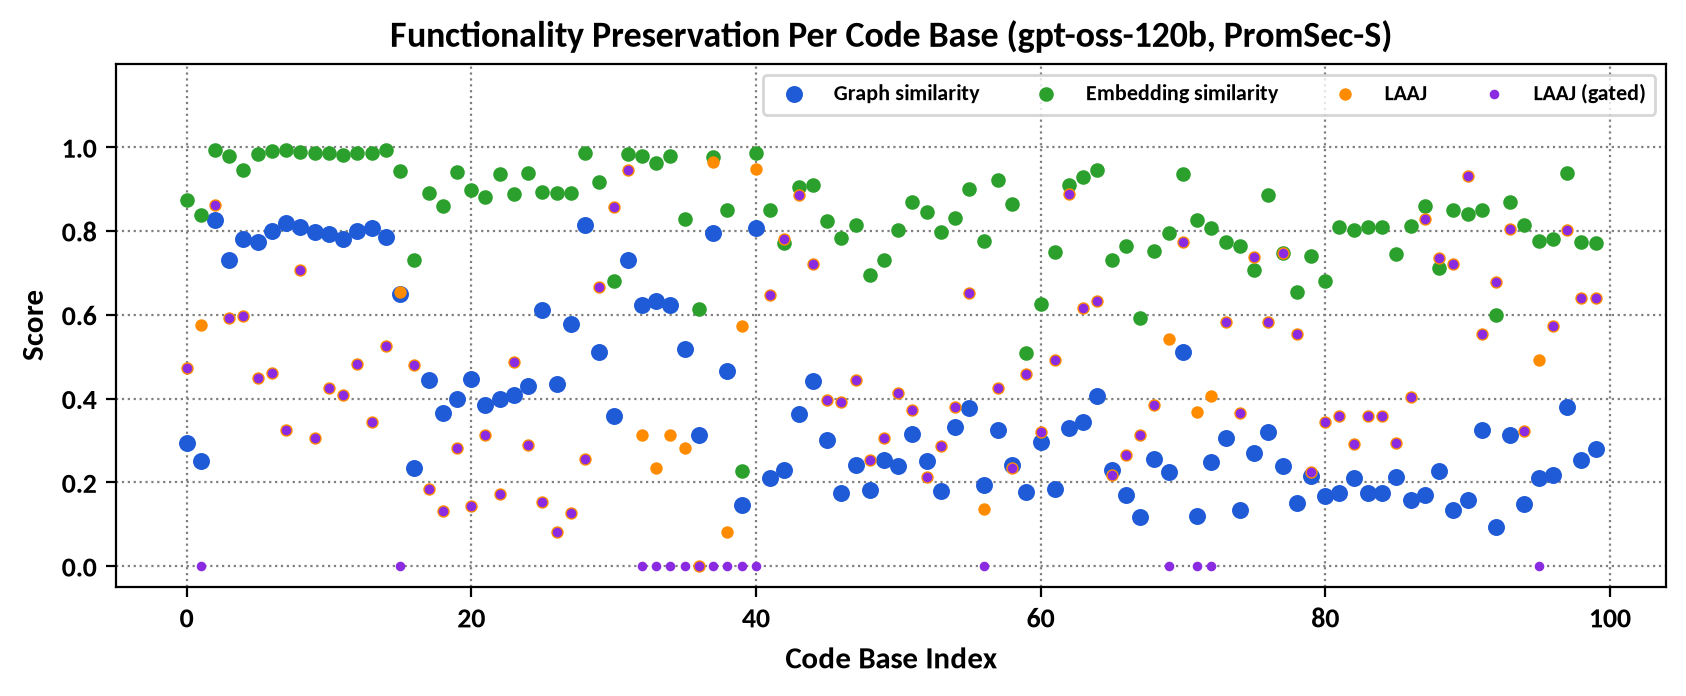 Functionality Preservation Per Code Base (gpt-oss-120b, PromSec-S)
Graph similarity Embedding similarity LAAJ LAAJ (gated)
1.0
0.8
0.6
0.4
0.2
0.0
Score
0 20 40 60 80 100
Code Base Index